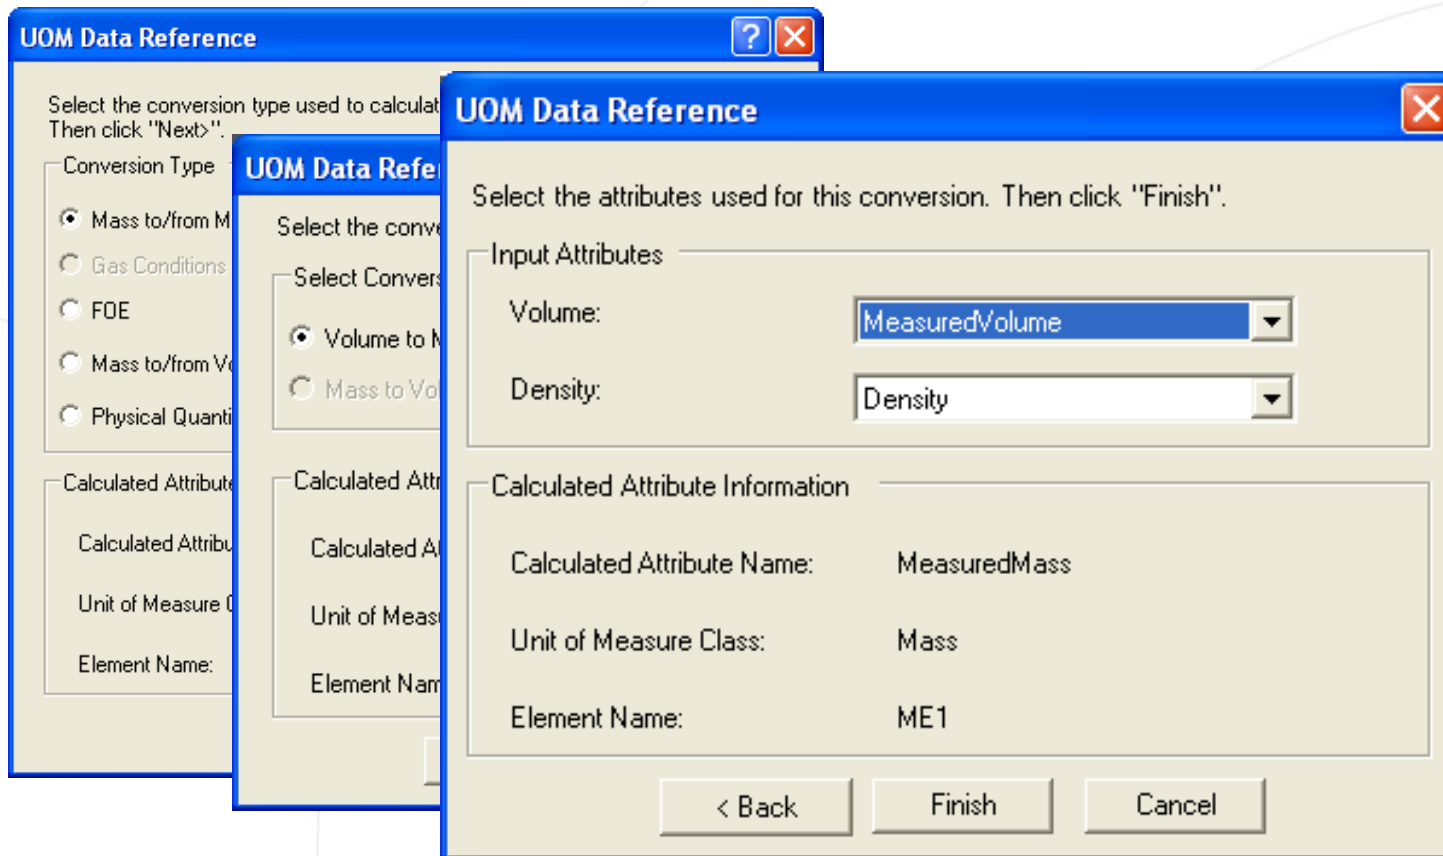 UOM Data Reference
Select the conversion type used to calculat
Then click "Next>".
Conversion Type
Mass to/from M
Gas Conditions
FOE
Mass to/from Vo
Physical Quanti
Calculated Attribute
Calculated Attribu
Unit of Measure C
Element Name:
UOM Data Refer
Select the conve
Select Convers
Volume to M
Mass to Vol
Calculated Attr
Calculated At
Unit of Measu
Element Nam
UOM Data Reference
Select the attributes used for this conversion. Then click "Finish".
Input Attributes
Volume: MeasuredVolume
Density: Density
Calculated Attribute Information
Calculated Attribute Name: MeasuredMass
Unit of Measure Class: Mass
Element Name: ME1
< Back Finish Cancel